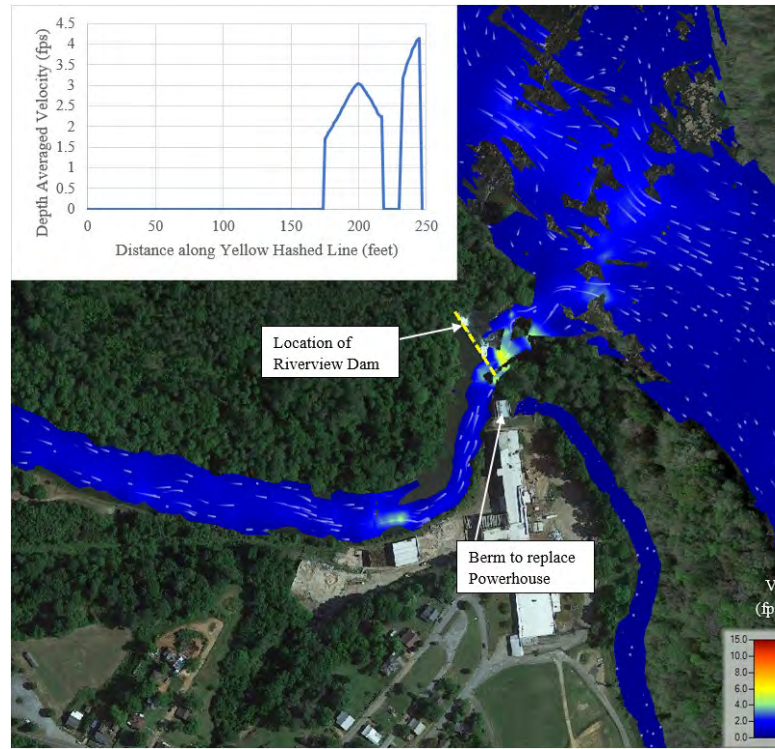 4.5
4
3.5
3
2.5
2
1.5
1
0.5
0
Depth Averaged Velocity (fps)
0 50 100 150 200 250
Distance along Yellow Hashed Line (feet)
Location of
Riverview Dam
Berm to replace
Powerhouse
V
(fp
15.0
10.0
8.0
6.0
4.0
2.0
0.0